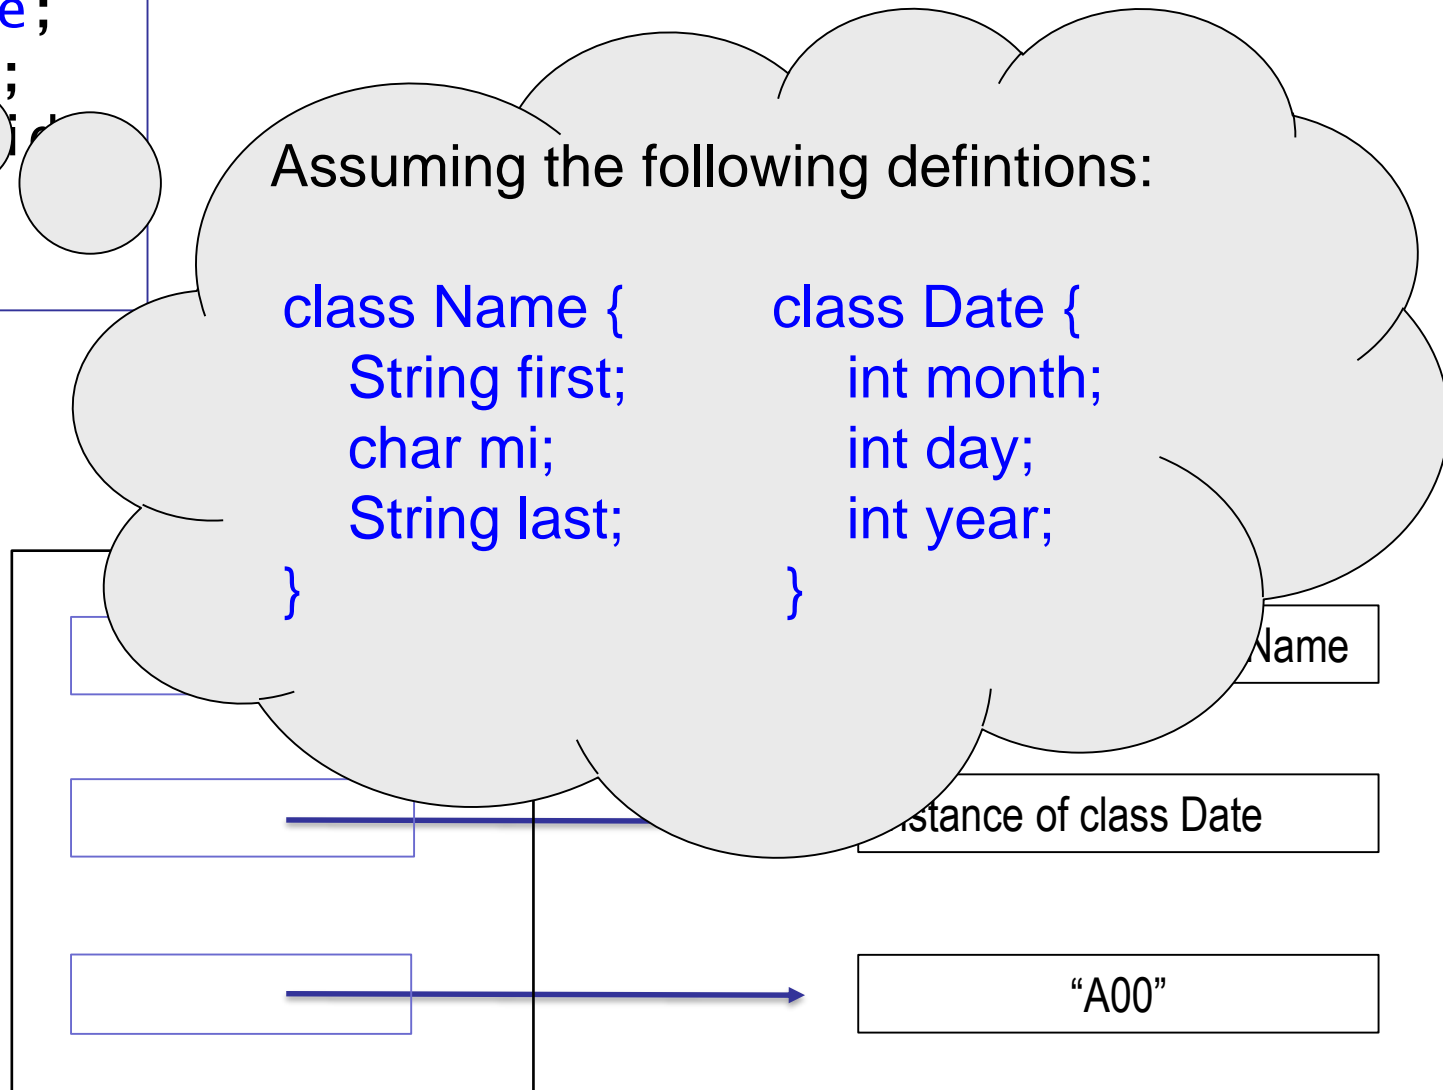 e;
;
id
Assuming the following defintions:
class Name { class Date {
String first; int month;
char mi; int day;
String last; int year;
} }
Name
of class Date
“A00”